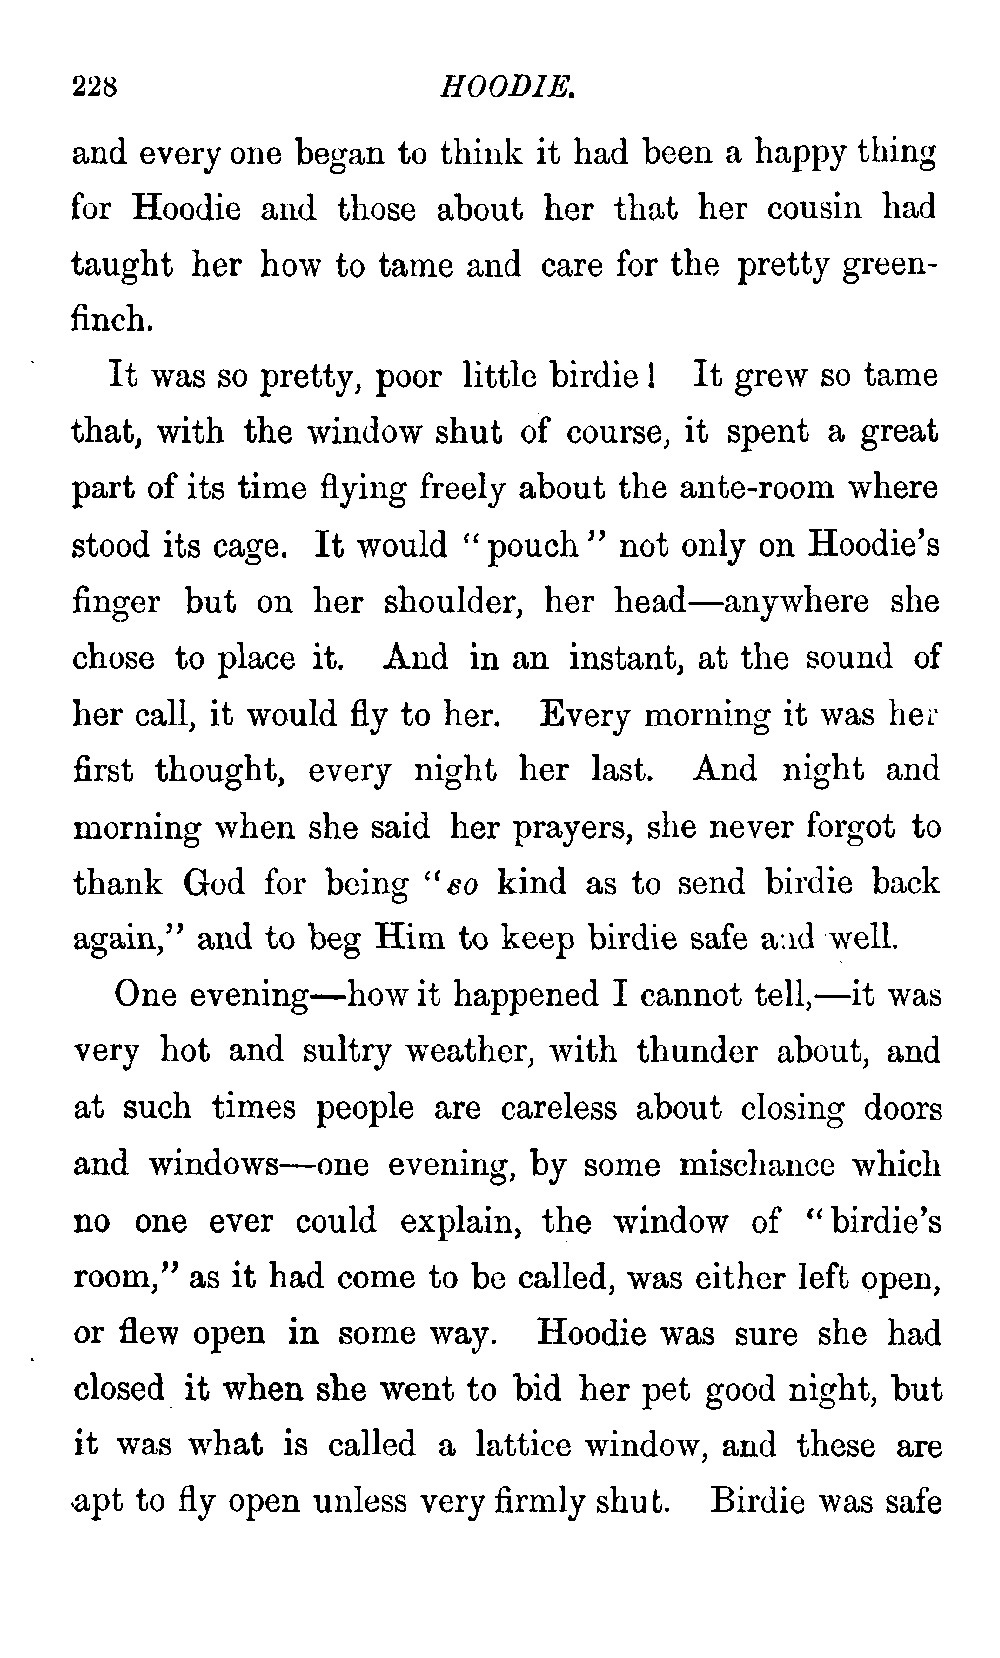 228 HOODIE.
and every one began to think it had been a happy thing
for Hoodie and those about her that her cousin had
taught her how to tame and care for the pretty green-
finch.
It was so pretty, poor little birdie! It grew so tame
that, with the window shut of course, it spent a great
part of its time flying freely about the ante-room where
stood its cage. It would “pouch” not only on Hoodie’s
finger but on her shoulder, her head—anywhere she
chose to place it. And in an instant, at the sound of
her call, it would fly to her. Every morning it was her
first thought, every night her last. And night and
morning when she said her prayers, she never forgot to
thank God for being “so kind as to send birdie back
again,” and to beg Him to keep birdie safe and well.
One evening—how it happened I cannot tell,—it was
very hot and sultry weather, with thunder about, and
at such times people are careless about closing doors
and windows—one evening, by some mischance which
no one ever could explain, the window of “birdie’s
room,” as it had come to be called, was either left open,
or flew open in some way. Hoodie was sure she had
closed it when she went to bid her pet good night, but
it was what is called a lattice window, and these are
apt to fly open unless very firmly shut. Birdie was safe